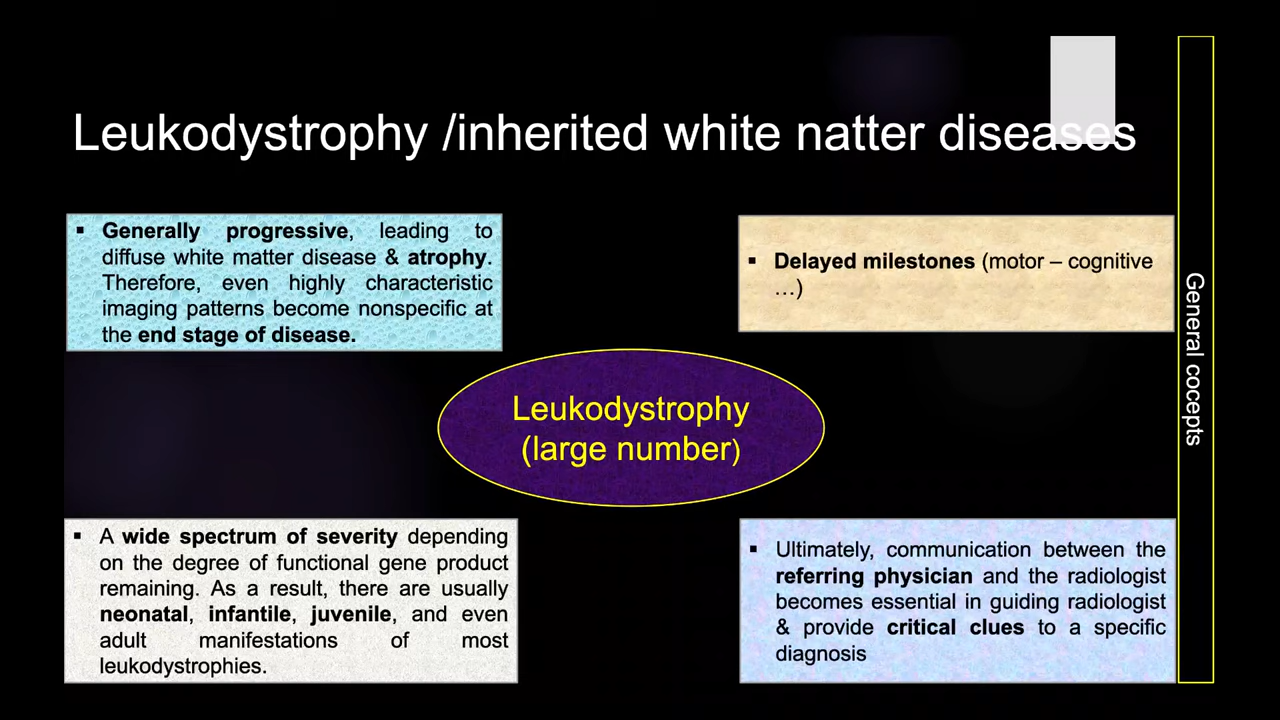 Leukodystrophy /inherited white natter diseases
▪ Generally progressive, leading to
diffuse white matter disease & atrophy.
Therefore, even highly characteristic
imaging patterns become nonspecific at
the end stage of disease.
▪ Delayed milestones (motor – cognitive
…)
Leukodystrophy
(large number)
▪ A wide spectrum of severity depending
on the degree of functional gene product
remaining. As a result, there are usually
neonatal, infantile, juvenile, and even
adult manifestations of most
leukodystrophies.
▪ Ultimately, communication between the
referring physician and the radiologist
becomes essential in guiding radiologist
& provide critical clues to a specific
diagnosis
General cocepts